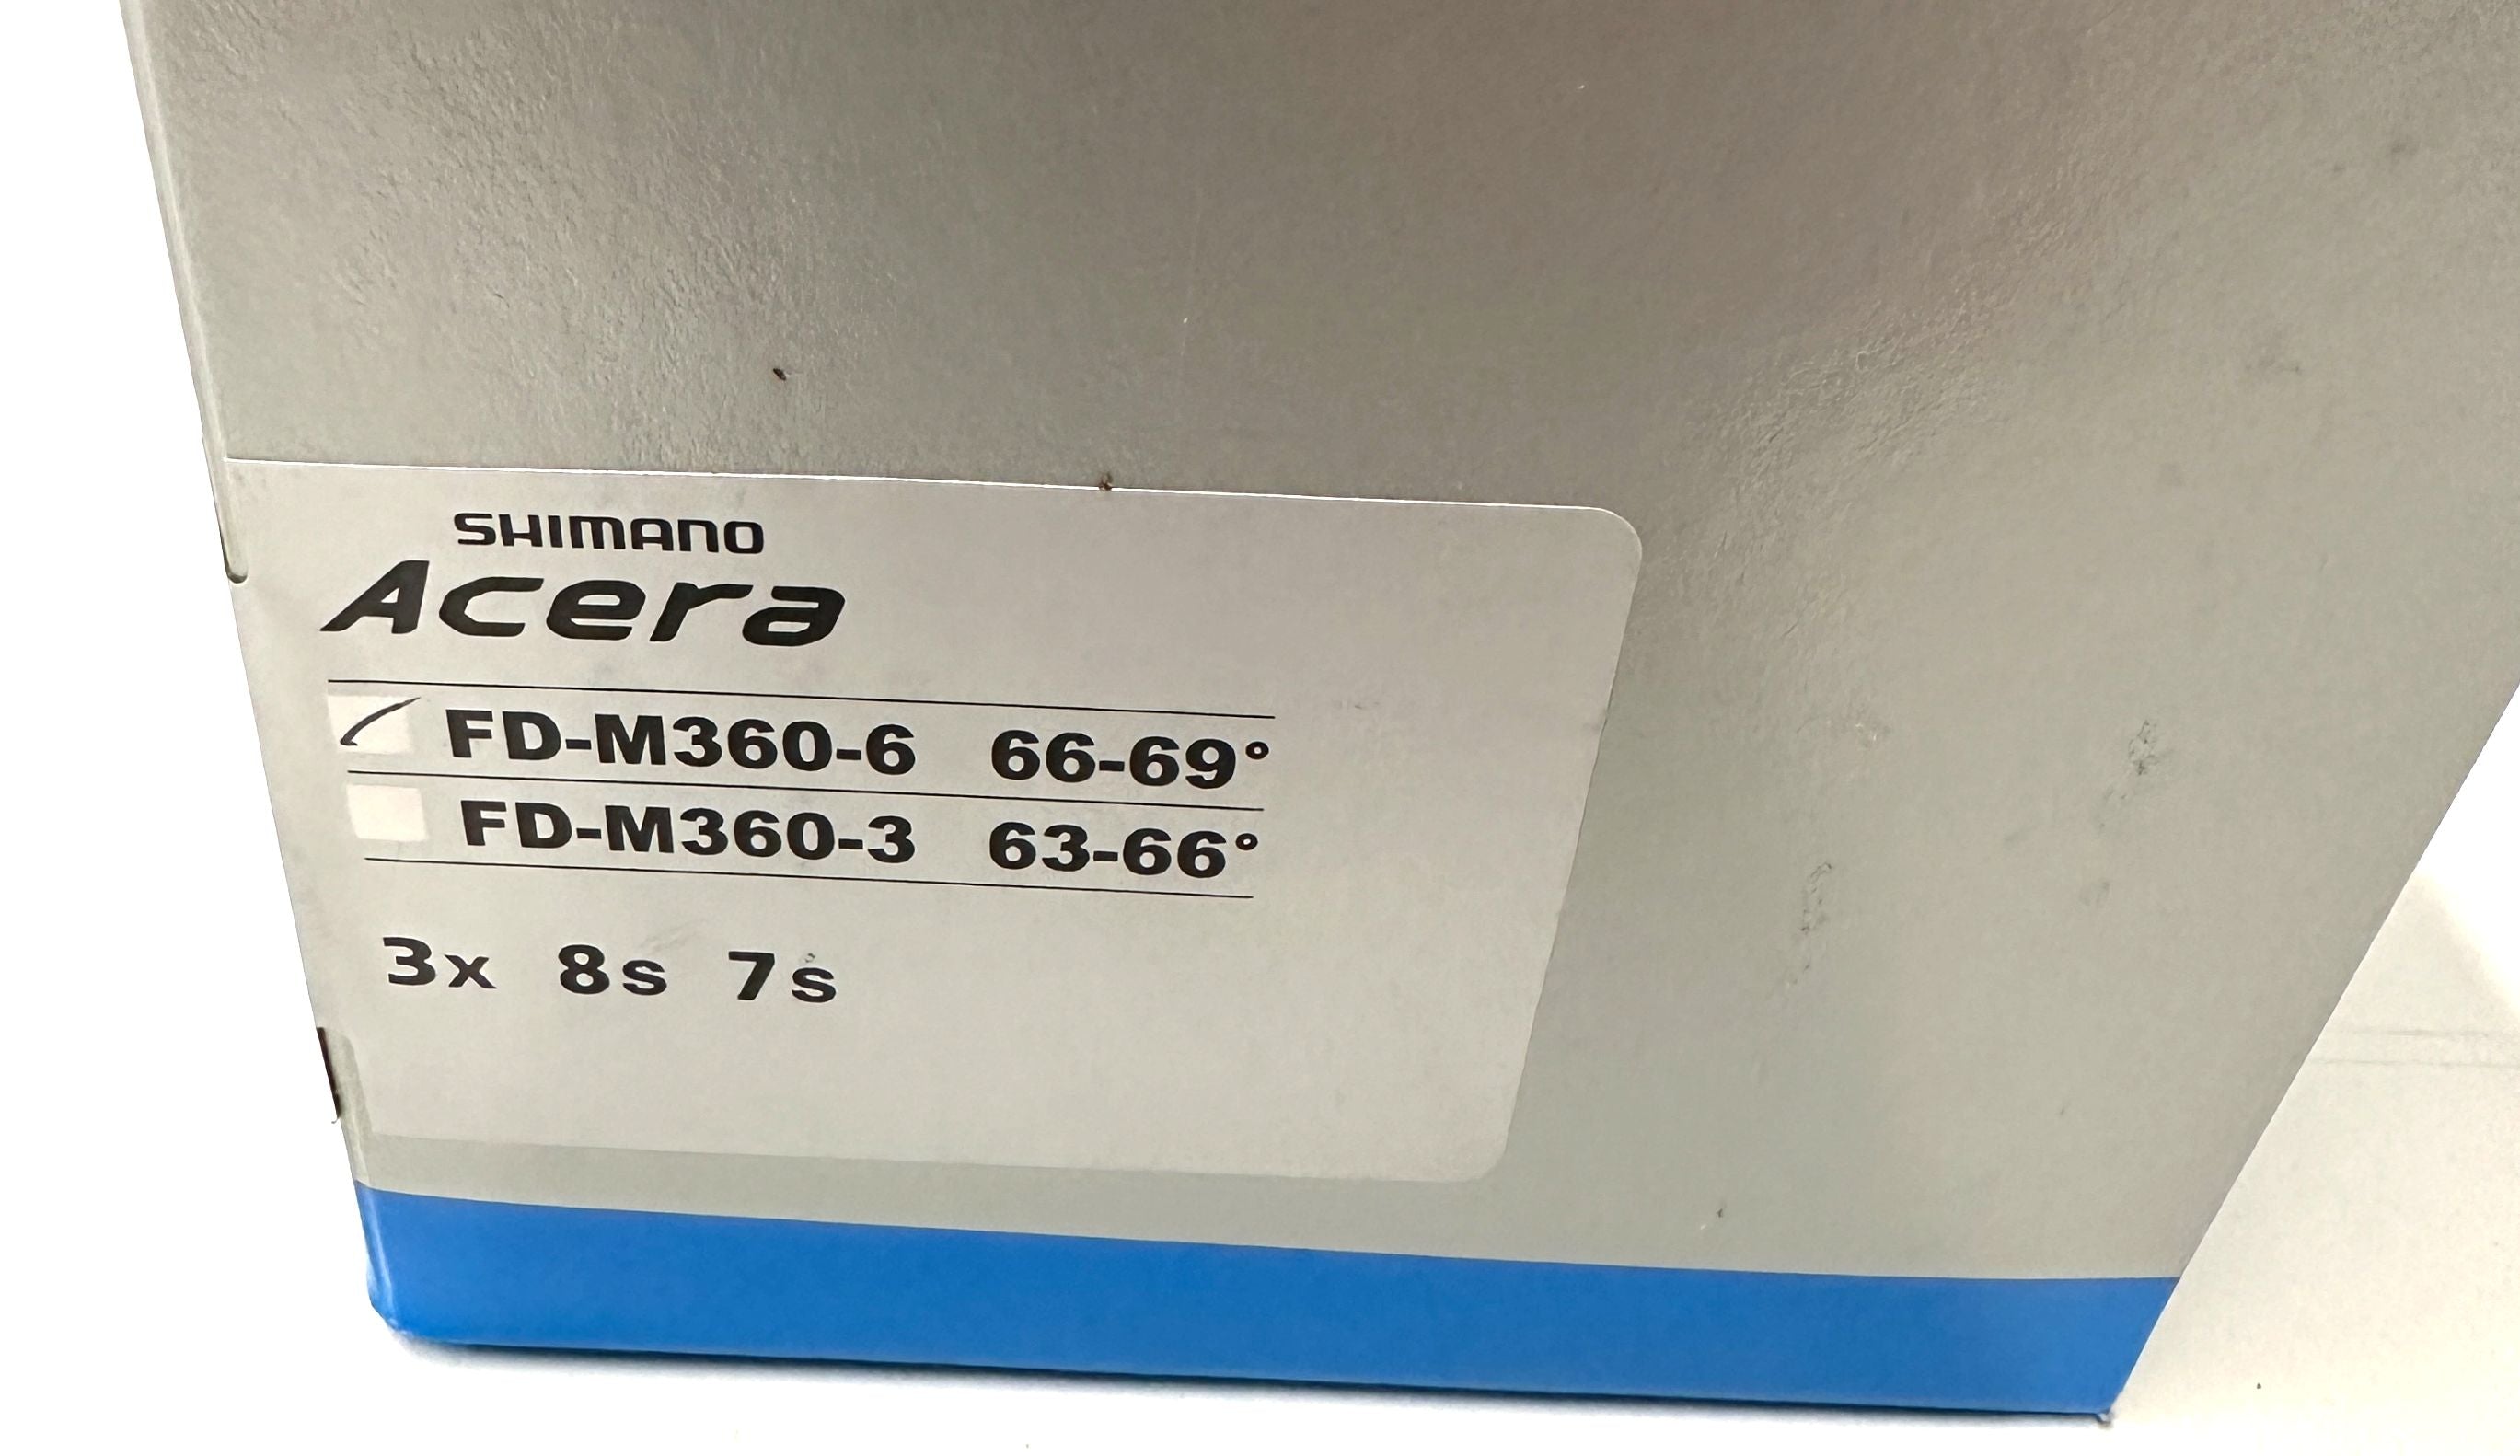 SHIMANO
Acera
FD-M360-6 66-69°
FD-M360-3 63-66°
3x 8s 7s